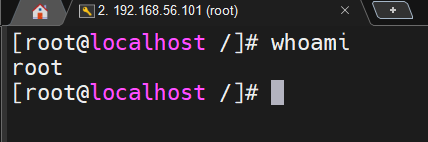 2. 192.168.56.101 (root)
[root@localhost /]# whoami
root
[root@localhost /]#